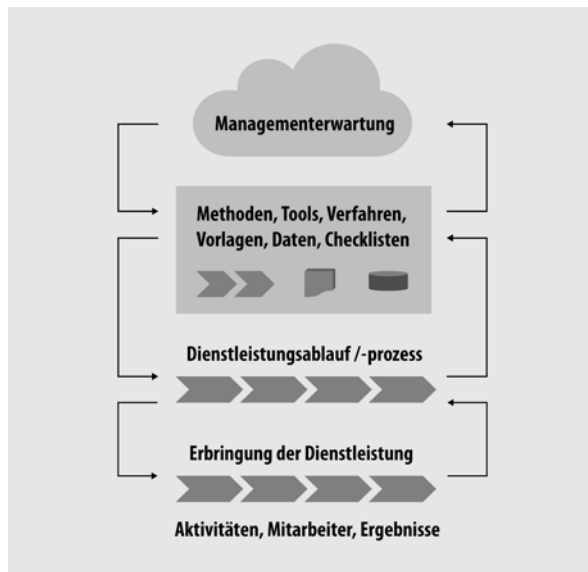 Managementerwartung
Methoden, Tools, Verfahren,
Vorlagen, Daten, Checklisten
Dienstleistungsablauf /-prozess
Erbringung der Dienstleistung
Aktivitäten, Mitarbeiter, Ergebnisse